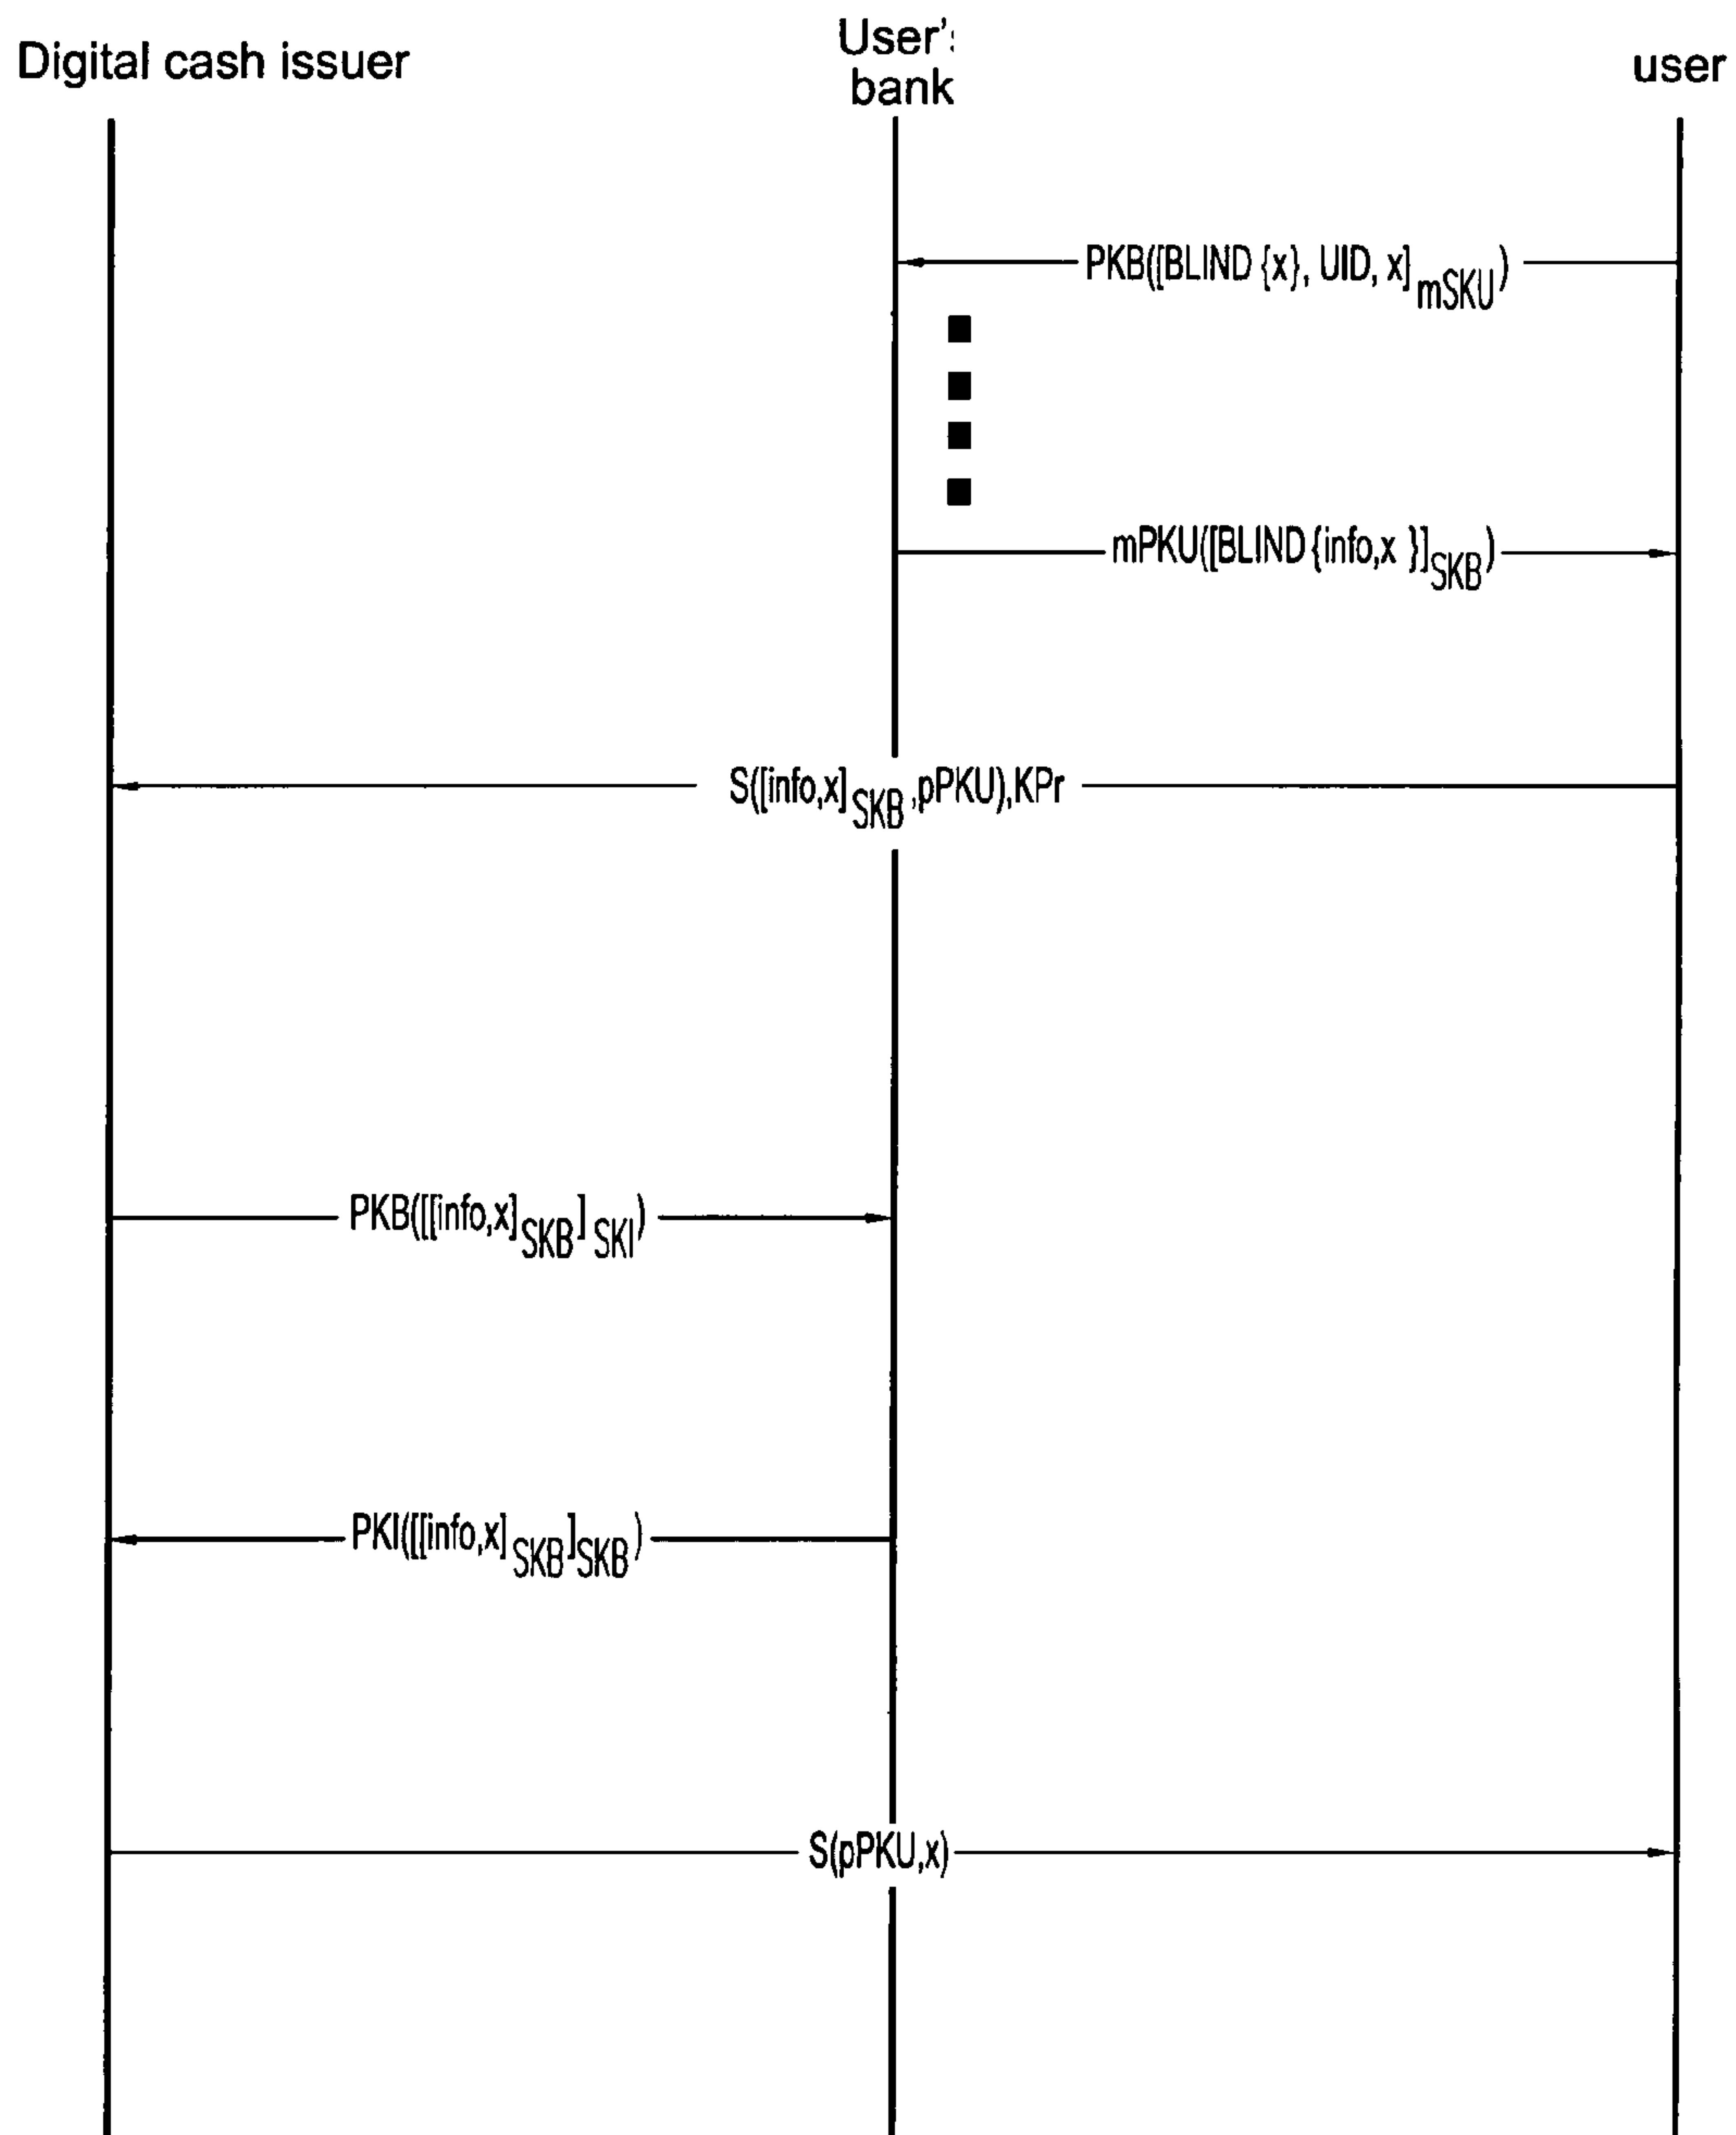 Digital cash issuer
User's
bank
user
PKB([BLIND {x}, UID, x]mSKU)
mPKU([BLIND {info,x }]SKB)
S([info,x]SKB,pPKU),KPr
PKB([[info,x]SKB] SKI)
PKI([[info,x]SKB]SKB)
S(pPKU,x)